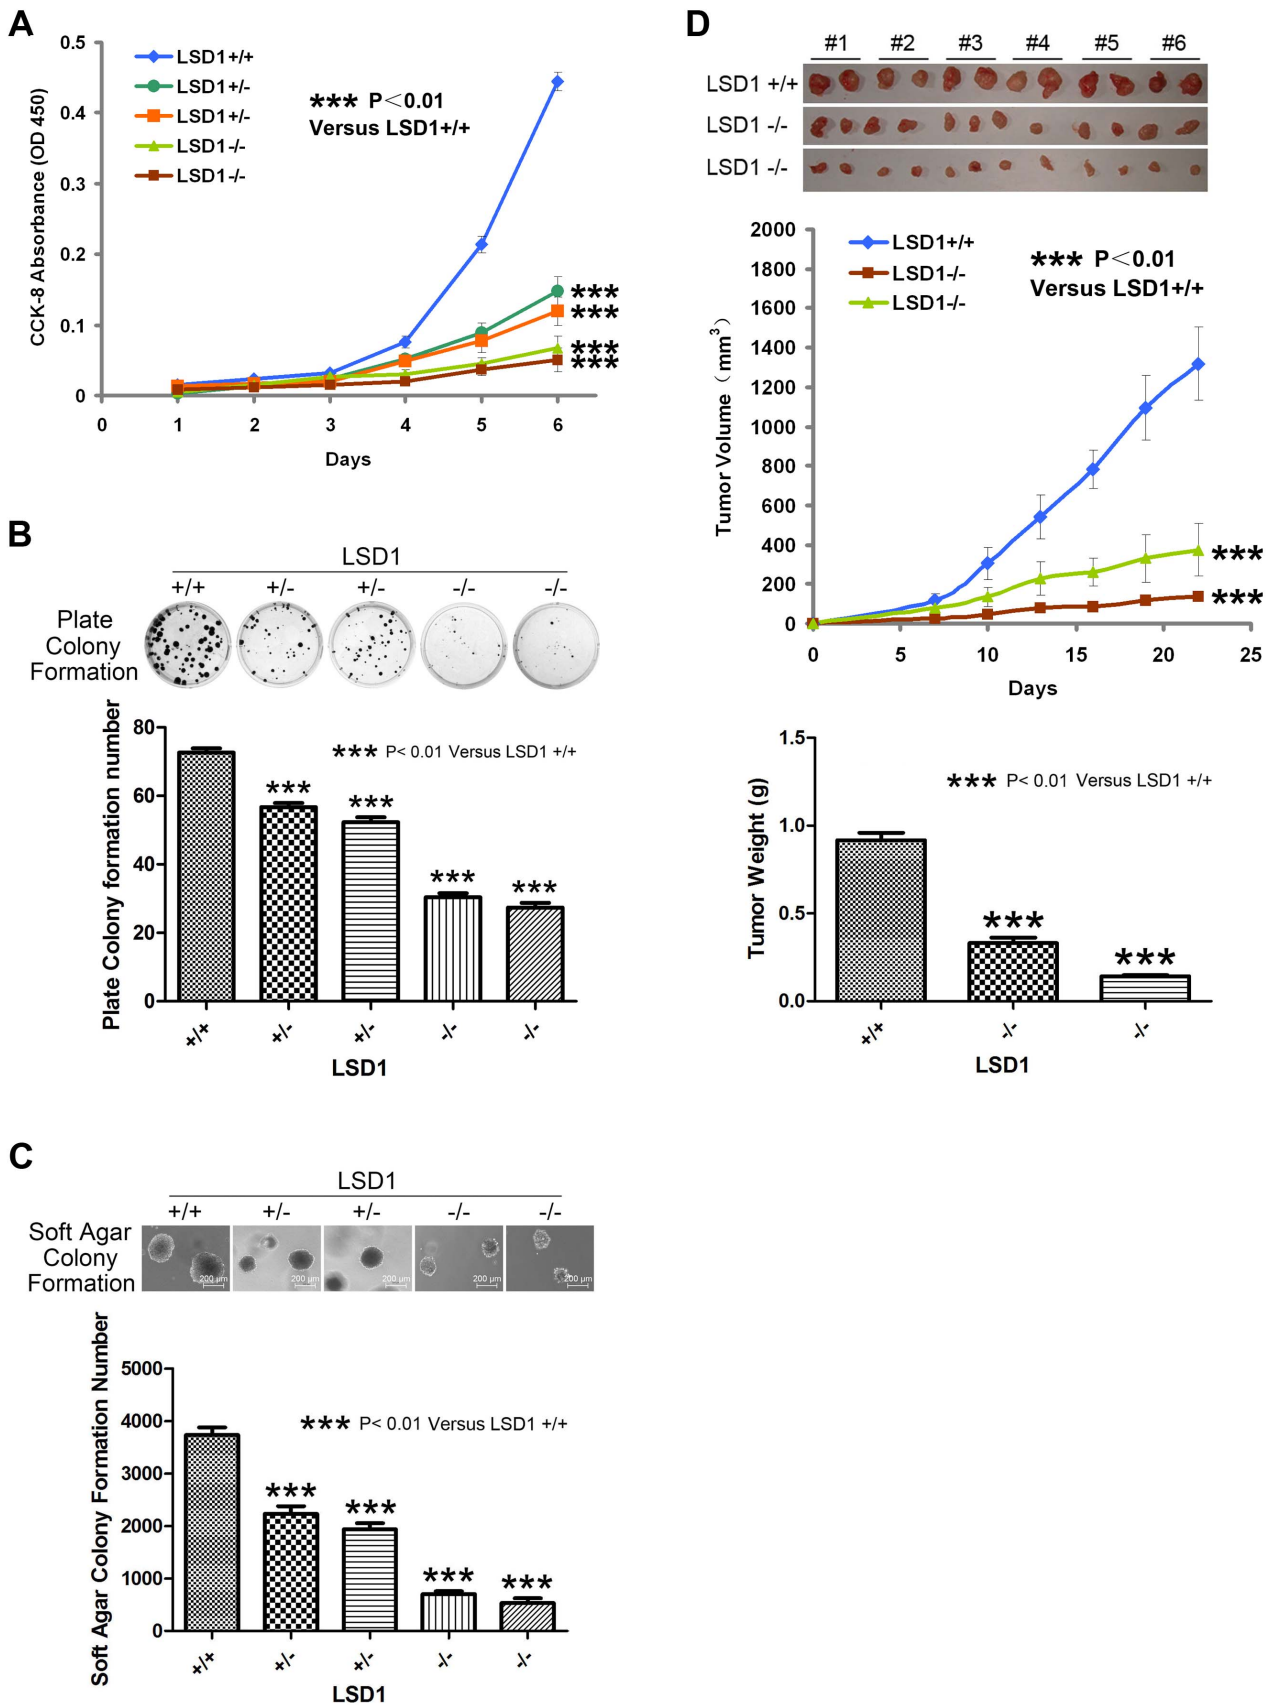 A
0.5
0.4
0.3
0.2
0.1
0
CCK-8 Absorbance (OD 450)
LSD1+/+
LSD1+/-
LSD1+/-
LSD1-/-
LSD1-/-
*** P<0.01
Versus LSD1+/+
***
***
***
***
0 1 2 3 4 5 6
Days
B
LSD1
+/+ +/- +/- -/- -/-
Plate
Colony
Formation
Plate Colony formation number
80
60
40
20
0
*** P< 0.01 Versus LSD1 +/+
***
***
***
***
+/+ +/- +/- -/- -/-
LSD1
C
LSD1
+/+ +/- +/- -/- -/-
Soft Agar
Colony
Formation
200 µm 200 µm 200 µm 200 µm 200 µm
Soft Agar Colony Formation Number
5000
4000
3000
2000
1000
0
*** P< 0.01 Versus LSD1 +/+
***
***
***
***
+/+ +/- +/- -/- -/-
LSD1
D
#1 #2 #3 #4 #5 #6
LSD1 +/+
LSD1 -/-
LSD1 -/-
2000
1800
1600
1400
1200
1000
800
600
400
200
0
Tumor Volume (mm³)
LSD1+/+
LSD1-/-
LSD1-/-
*** P<0.01
Versus LSD1+/+
***
***
0 5 10 15 20 25
Days
Tumor Weight (g)
1.5
1.0
0.5
0.0
*** P< 0.01 Versus LSD1 +/+
***
***
+/+ -/- -/-
LSD1